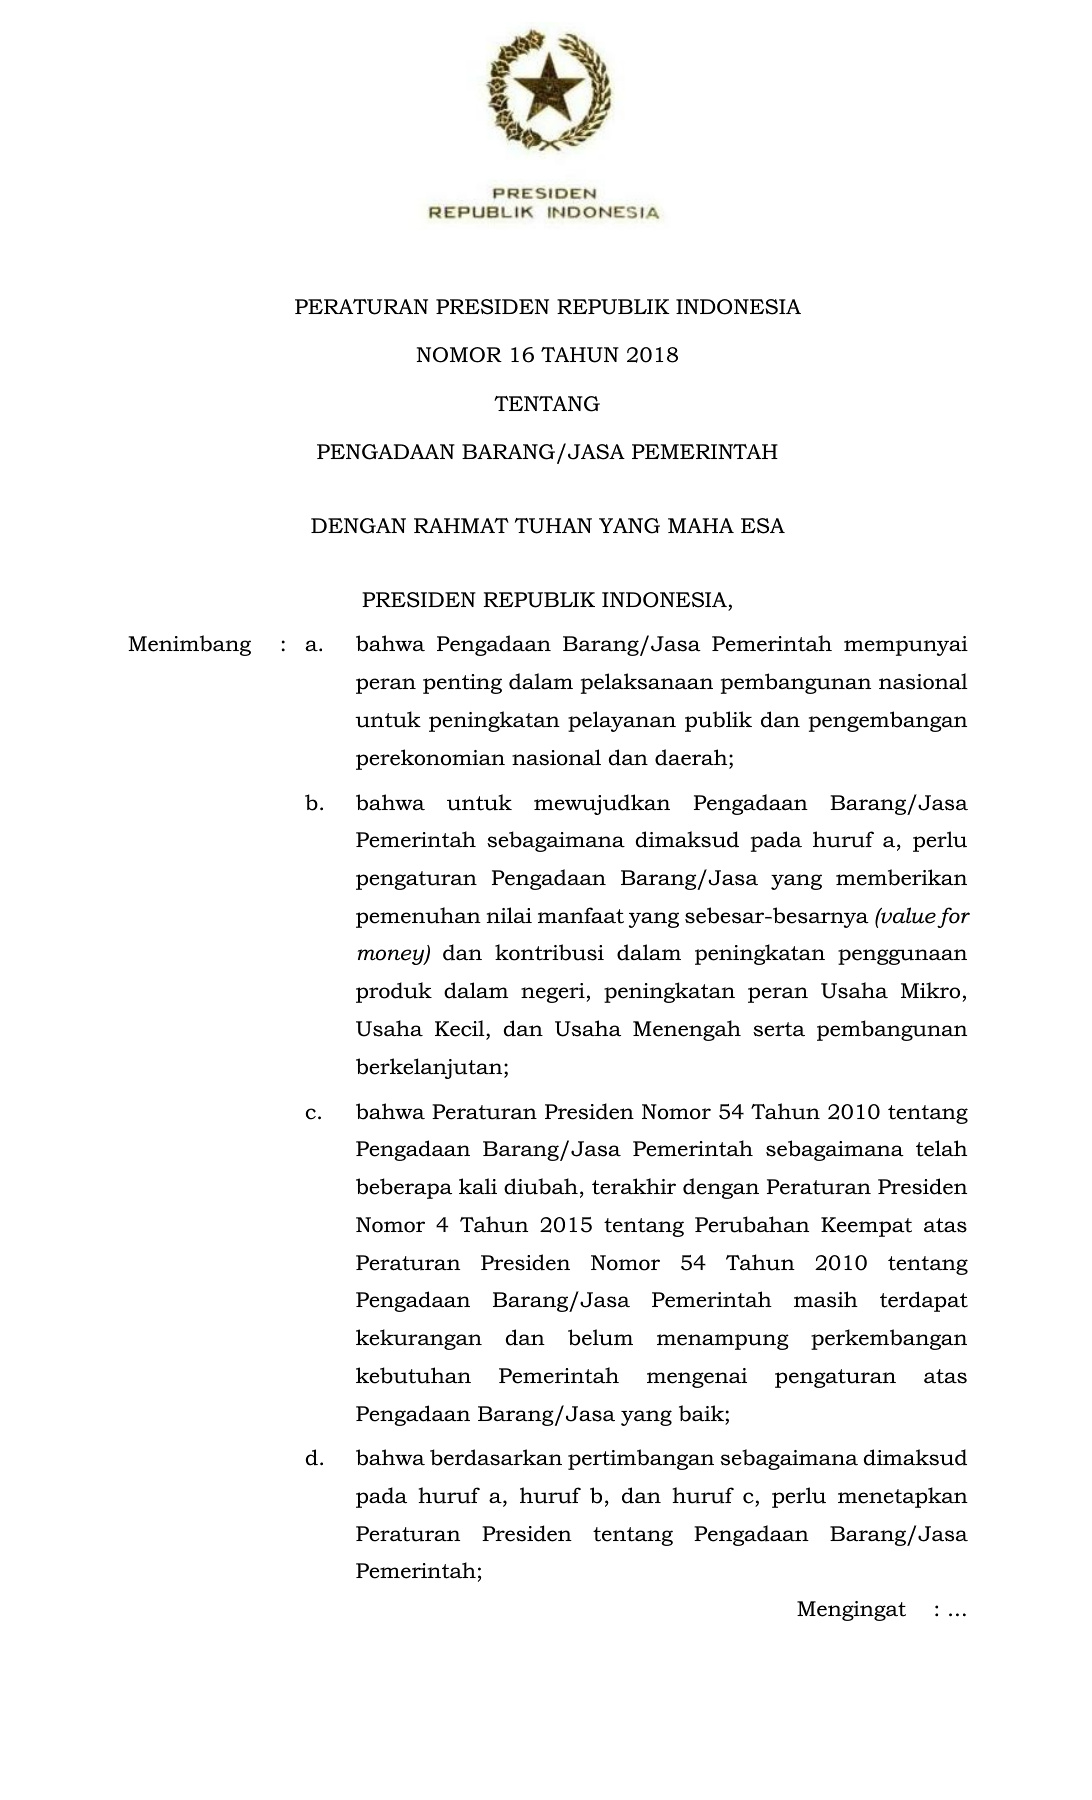 PRESIDEN
REPUBLIK INDONESIA
PERATURAN PRESIDEN REPUBLIK INDONESIA
NOMOR 16 TAHUN 2018
TENTANG
PENGADAAN BARANG/JASA PEMERINTAH
DENGAN RAHMAT TUHAN YANG MAHA ESA
PRESIDEN REPUBLIK INDONESIA,
Menimbang : a. bahwa Pengadaan Barang/Jasa Pemerintah mempunyai
peran penting dalam pelaksanaan pembangunan nasional
untuk peningkatan pelayanan publik dan pengembangan
perekonomian nasional dan daerah;
b. bahwa untuk mewujudkan Pengadaan Barang/Jasa
Pemerintah sebagaimana dimaksud pada huruf a, perlu
pengaturan Pengadaan Barang/Jasa yang memberikan
pemenuhan nilai manfaat yang sebesar-besarnya (value for
money) dan kontribusi dalam peningkatan penggunaan
produk dalam negeri, peningkatan peran Usaha Mikro,
Usaha Kecil, dan Usaha Menengah serta pembangunan
berkelanjutan;
c. bahwa Peraturan Presiden Nomor 54 Tahun 2010 tentang
Pengadaan Barang/Jasa Pemerintah sebagaimana telah
beberapa kali diubah, terakhir dengan Peraturan Presiden
Nomor 4 Tahun 2015 tentang Perubahan Keempat atas
Peraturan Presiden Nomor 54 Tahun 2010 tentang
Pengadaan Barang/Jasa Pemerintah masih terdapat
kekurangan dan belum menampung perkembangan
kebutuhan Pemerintah mengenai pengaturan atas
Pengadaan Barang/Jasa yang baik;
d. bahwa berdasarkan pertimbangan sebagaimana dimaksud
pada huruf a, huruf b, dan huruf c, perlu menetapkan
Peraturan Presiden tentang Pengadaan Barang/Jasa
Pemerintah;
Mengingat : ...